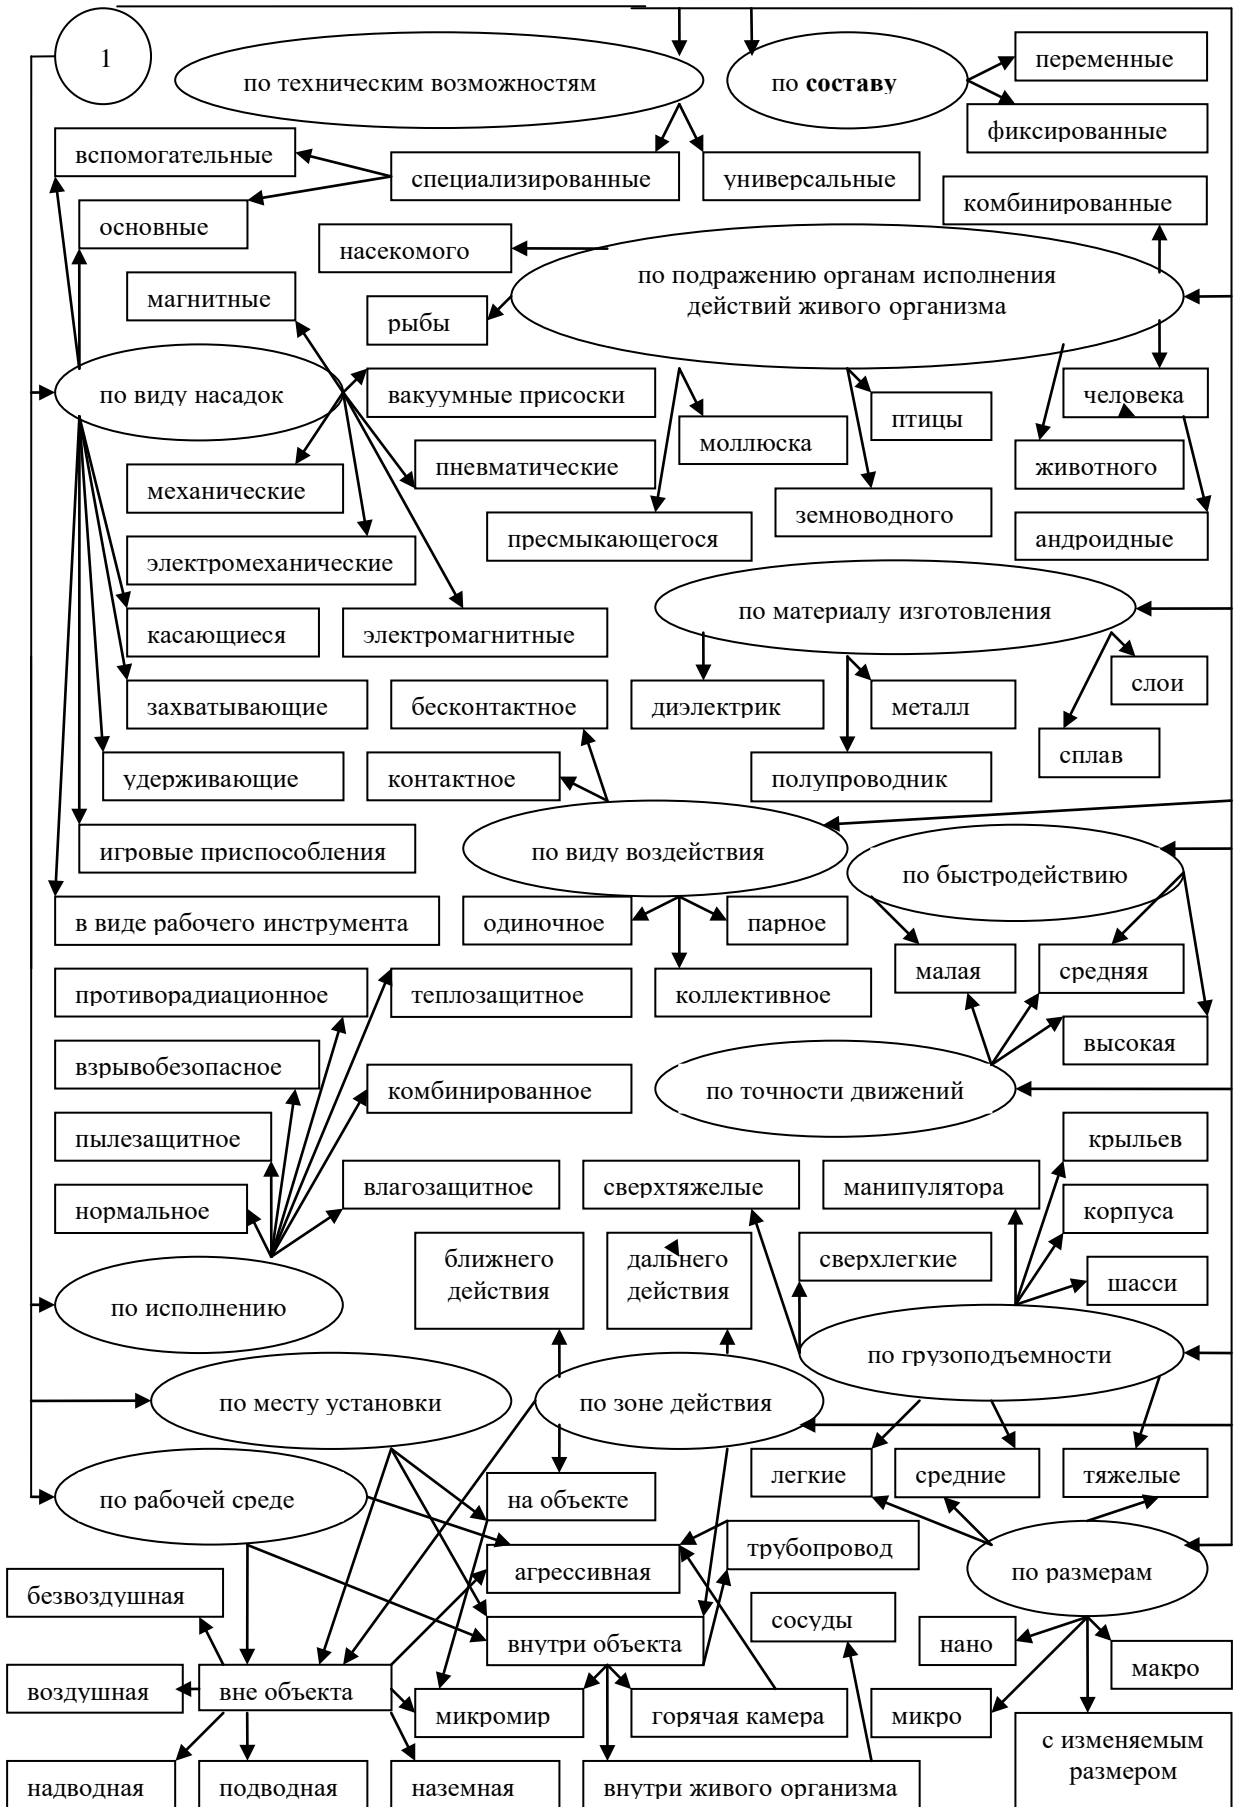 1
по техническим возможностям
по составу
переменные
фиксированные
вспомогательные
специализированные
универсальные
основные
комбинированные
насекомого
по подражению органам исполнения
действий живого организма
магнитные
рыбы
по виду насадок
вакуумные присоски
человека
птицы
моллюска
пневматические
животного
механические
земноводного
пресмыкающегося
андроидные
электромеханические
по материалу изготовления
касающиеся
электромагнитные
слои
захватывающие
бесконтактное
диэлектрик
металл
сплав
удерживающие
контактное
полупроводник
игровые приспособления
по виду воздействия
по быстродействию
в виде рабочего инструмента
одиночное
парное
малая
средняя
противорадиационное
теплозащитное
коллективное
высокая
взрывобезопасное
комбинированное
по точности движений
пылезащитное
крыльев
влагозащитное
сверхтяжелые
манипулятора
нормальное
корпуса
ближнего
действия
дальнего
действия
сверхлегкие
шасси
по исполнению
по грузоподъемности
по месту установки
по зоне действия
легкие
средние
тяжелые
по рабочей среде
на объекте
трубопровод
агрессивная
по размерам
безвоздушная
сосуды
внутри объекта
нано
макро
воздушная
вне объекта
микромир
горячая камера
микро
с изменяемым
размером
надводная
подводная
наземная
внутри живого организма